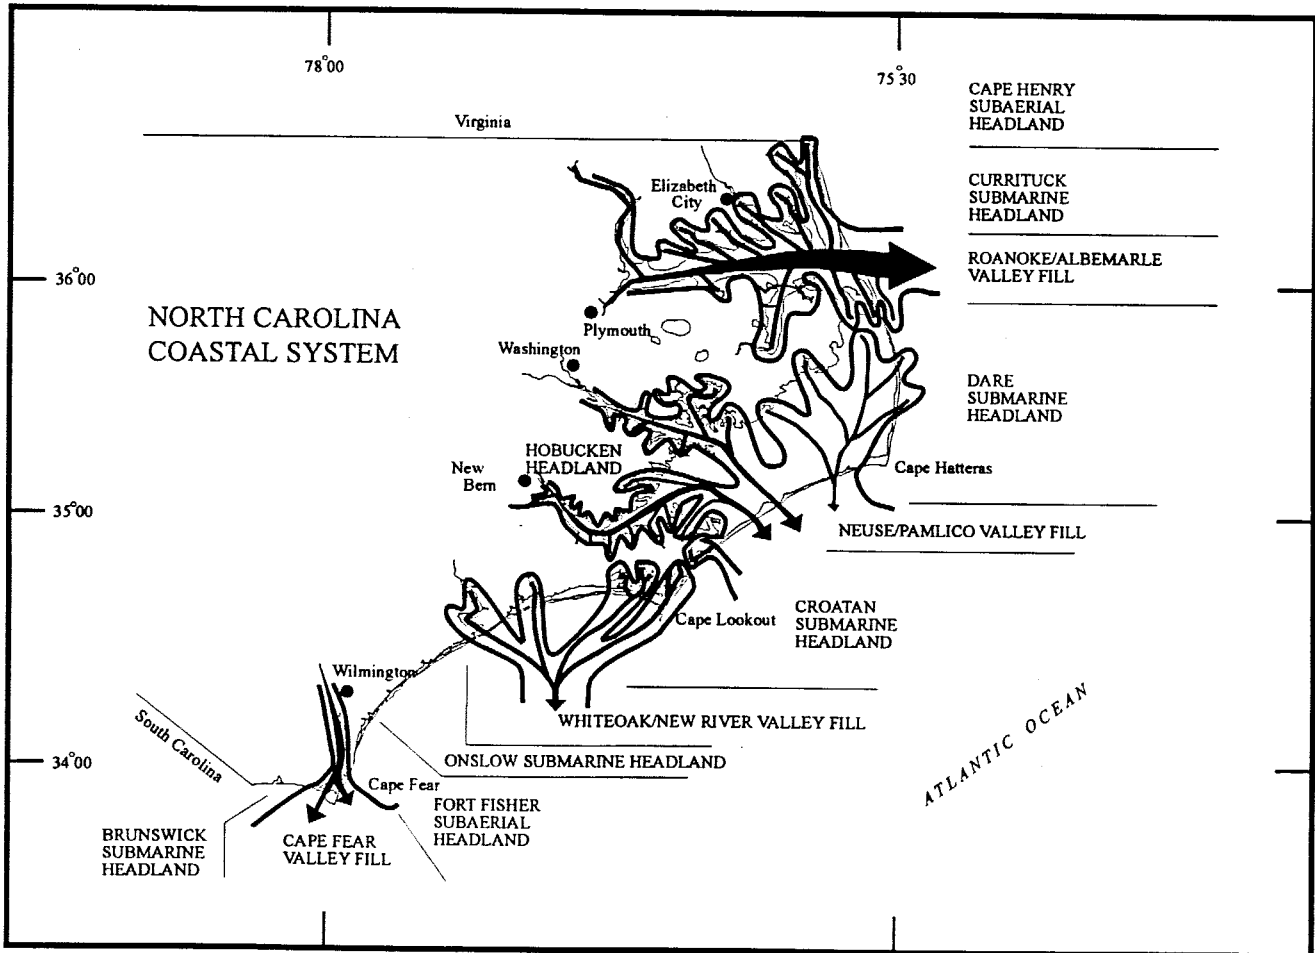 78°00
75°30
CAPE HENRY
SUBAERIAL
HEADLAND
Virginia
CURRITUCK
SUBMARINE
HEADLAND
Elizabeth
City
ROANOKE/ALBEMARLE
VALLEY FILL
36°00
NORTH CAROLINA
COASTAL SYSTEM
Plymouth
Washington
DARE
SUBMARINE
HEADLAND
HOBUCKEN
HEADLAND
New
Bern
Cape Hatteras
35°00
NEUSE/PAMLICO VALLEY FILL
Cape Lookout
CROATAN
SUBMARINE
HEADLAND
Wilmington
WHITEOAK/NEW RIVER VALLEY FILL
South Carolina
ATLANTIC OCEAN
34°00
ONSLOW SUBMARINE HEADLAND
Cape Fear
FORT FISHER
SUBAERIAL
HEADLAND
BRUNSWICK
SUBMARINE
HEADLAND
CAPE FEAR
VALLEY FILL